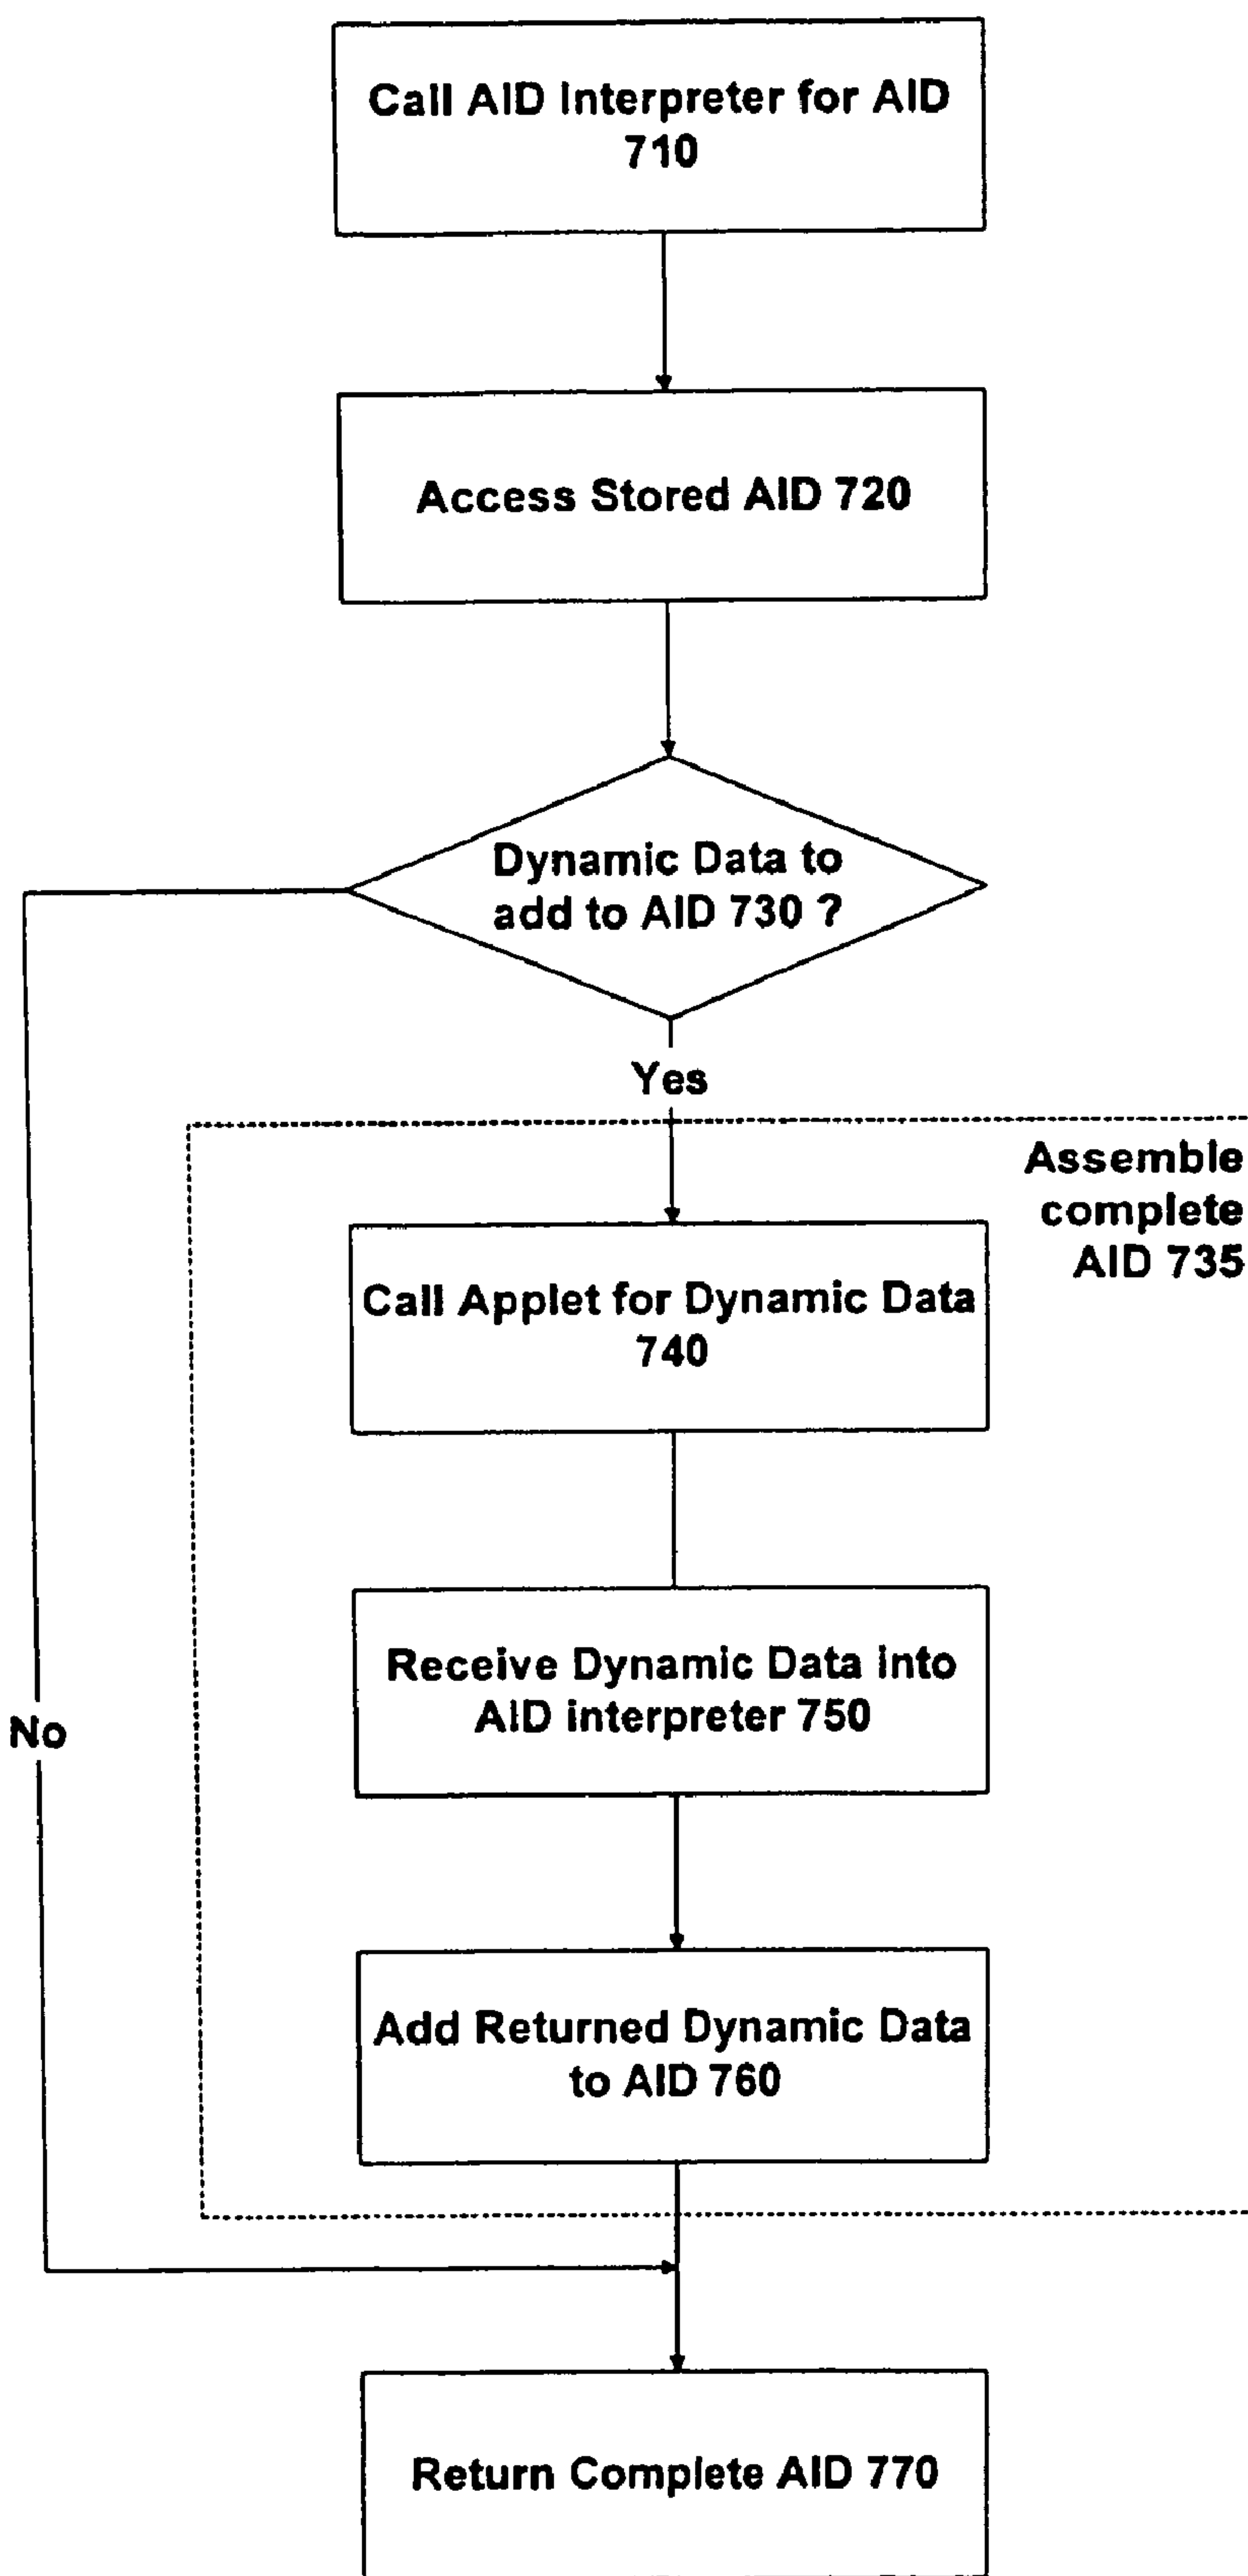 Call AID Interpreter for AID
710
Access Stored AID 720
Dynamic Data to
add to AID 730 ?
Yes
Assemble
complete
AID 735
Call Applet for Dynamic Data
740
Receive Dynamic Data into
AID interpreter 750
No
Add Returned Dynamic Data
to AID 760
Return Complete AID 770